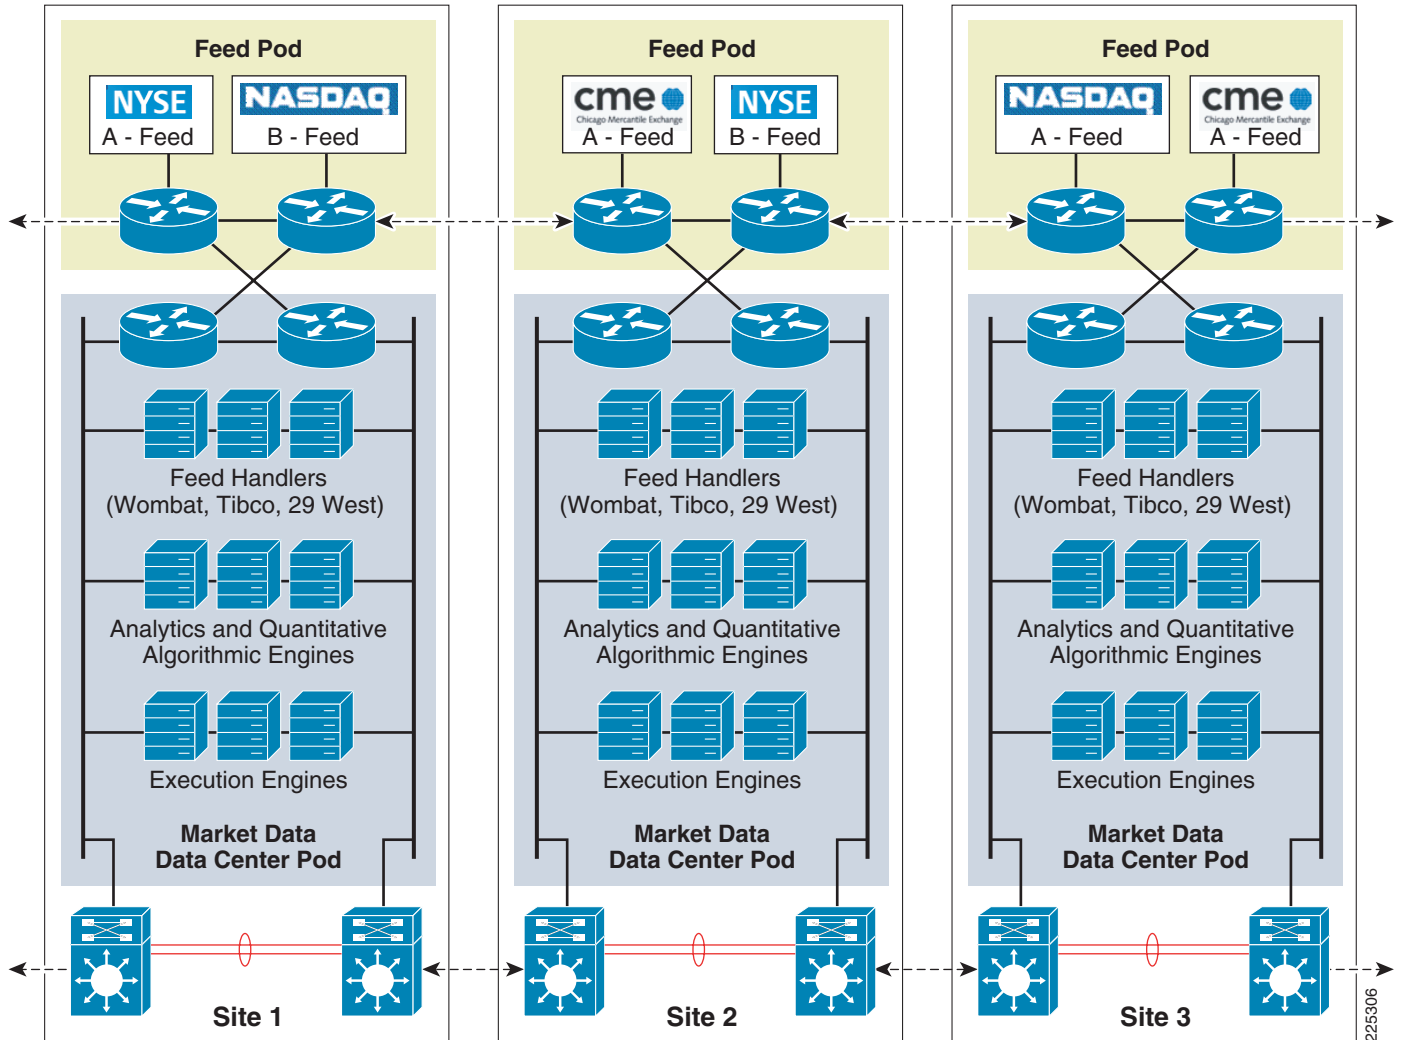 Feed Pod
NYSE
A - Feed
NASDAQ
B - Feed
Feed Handlers
(Wombat, Tibco, 29 West)
Analytics and Quantitative
Algorithmic Engines
Execution Engines
Market Data
Data Center Pod
Site 1
Feed Pod
cme
Chicago Mercantile Exchange
A - Feed
NYSE
B - Feed
Feed Handlers
(Wombat, Tibco, 29 West)
Analytics and Quantitative
Algorithmic Engines
Execution Engines
Market Data
Data Center Pod
Site 2
Feed Pod
NASDAQ
A - Feed
cme
Chicago Mercantile Exchange
A - Feed
Feed Handlers
(Wombat, Tibco, 29 West)
Analytics and Quantitative
Algorithmic Engines
Execution Engines
Market Data
Data Center Pod
Site 3
225306